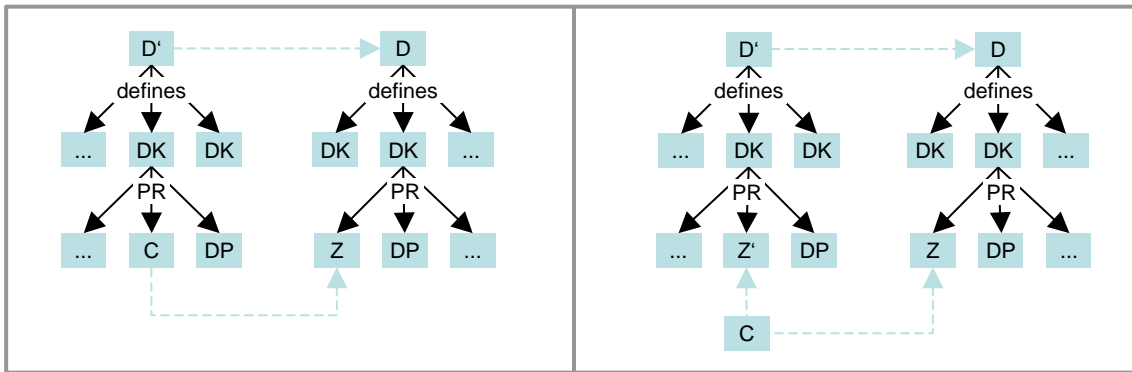 D‘ D
defines defines
... DK DK DK DK ...
PR PR
... C DP Z DP ...
D‘ D
defines defines
... DK DK DK DK ...
PR PR
... Z‘ DP Z DP ...
C